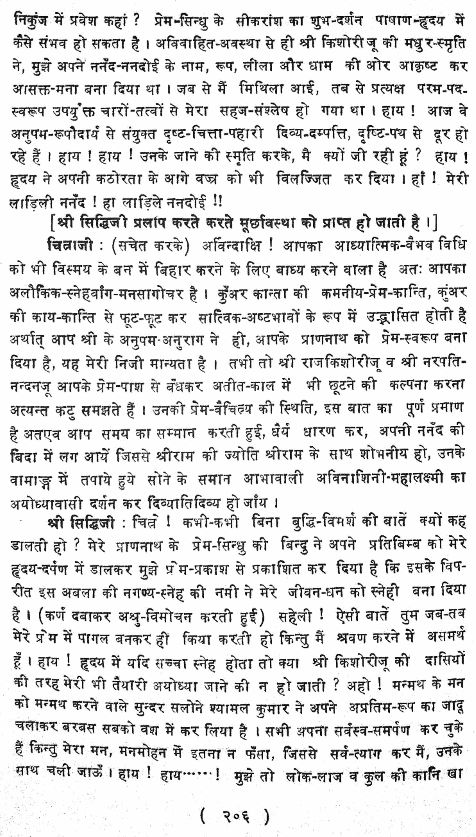 निकुंज में प्रवेश कहां ? प्रेम-सिन्धु के सीकरांश का शुभ-दर्शन पाषाण-हृदय में
कैसे संभव हो सकता है । अविवाहित-अवस्था से ही श्री किशोरीजू की मधुर-स्मृति
ने, मुझे अपने ननँद-ननदोई के नाम, रूप, लीला और धाम की ओर आकृष्ट कर
आसक्त-मना बना दिया था । जब से मैं मिथिला आई, तब से प्रत्यक्ष परम-पद-
स्वरूप उपर्युक्त चारों-तत्वों से मेरा सहज-संश्लेष हो गया था । हाय ! आज वे
अनुपम-रूपौदार्य से संयुक्त दृष्ट-चित्ता-पहारी दिव्य-दम्पत्ति, दृष्टि-पथ से दूर हो
रहे हैं । हाय ! हाय ! उनके जाने की स्मृति करके, मै क्यों जी रही हूं ? हाय !
हृदय ने अपनी कठोरता के आगे वज्र को भी विलज्जित कर दिया । हाँ ! मेरी
लाड़िली ननँद ! हा लाड़िले ननदोई !!
[श्री सिद्धिजी प्रलाप करते करते मूर्छावस्था को प्राप्त हो जाती है ।]
चित्राजी : (सचेत करके) अविन्दाक्षि ! आपका आध्यात्मिक-वैभव विधि
को भी विस्मय के बन में बिहार करने के लिए बाध्य करने वाला है अतः आपका
अलौकिक-स्नेहवांग-मनसागोचर है । कुँअर कान्ता की कमनीय-प्रेम-कान्ति, कुँअर
की काय-कान्ति से फूट-फूट कर सात्विक-अष्टभावों के रूप में उद्भासित होती है
अर्थात् आप श्री के अनुपम-अनुराग ने ही, आपके प्राणनाथ को प्रेम-स्वरूप बना
दिया है, यह मेरी निजी मान्यता है । तभी तो श्री राजकिशोरीजू व श्री नरपति-
नन्दनजू आपके प्रेम-पाश से बँधकर अतीत-काल में भी छूटने की कल्पना करना
अत्यन्त कटु समझते हैं । उनकी प्रेम-वैचित्य की स्थिति, इस बात का पूर्ण प्रमाण
है अतएव आप समय का सम्मान करती हुई, धैर्य धारण कर, अपनी ननँद की
बिदा में लग आयें जिससे श्रीराम की ज्योति श्रीराम के साथ शोभनीय हो, उनके
वामाङ्ग में तपाये हुये सोने के समान आभावाली अविनाशिनी-महालक्ष्मी का
अयोध्यावासी दर्शन कर दिव्यातिदिव्य हो जांय ।
श्री सिद्धिजी : चित्रे ! कभी-कभी बिना बुद्धि-विमर्श की बातें क्यों कह
डालती हो ? मेरे प्राणनाथ के प्रेम-सिन्धु की बिन्दु ने अपने प्रतिबिम्ब को मेरे
हृदय-दर्पण में डालकर मुझे प्रेम-प्रकाश से प्रकाशित कर दिया है कि इसके विप-
रीत इस अबला की नगण्य-स्नेह की नमी ने मेरे जीवन-धन को स्नेही बना दिया
है । (कर्ण दबाकर अश्रु-विमोचन करती हुई) सहेली ! ऐसी बातें तुम जब-तब
मेरे प्रेम में पागल बनकर ही किया करती हो किन्तु मैं श्रवण करने में असमर्थ
हूँ । हाय ! हृदय में यदि सच्चा स्नेह होता तो क्या श्री किशोरीजू की दासियों
की तरह मेरी भी तैयारी अयोध्या जाने की न हो जाती ? अहो ! मन्मथ के मन
को मन्मथ करने वाले सुन्दर सलोने श्यामल कुमार ने अपने अप्रतिम-रूप का जादू
चलाकर बरबस सबको वश में कर लिया है । सभी अपना सर्वस्व-समर्पण कर चुके
हैं किन्तु मेरा मन, मनमोहन में इतना न फँसा, जिससे सर्व-त्याग कर मैं, उनके
साथ चली जाऊँ । हाय ! हाय······! मुझे तो लोक-लाज व कुल की कानि खा
( २०६ )